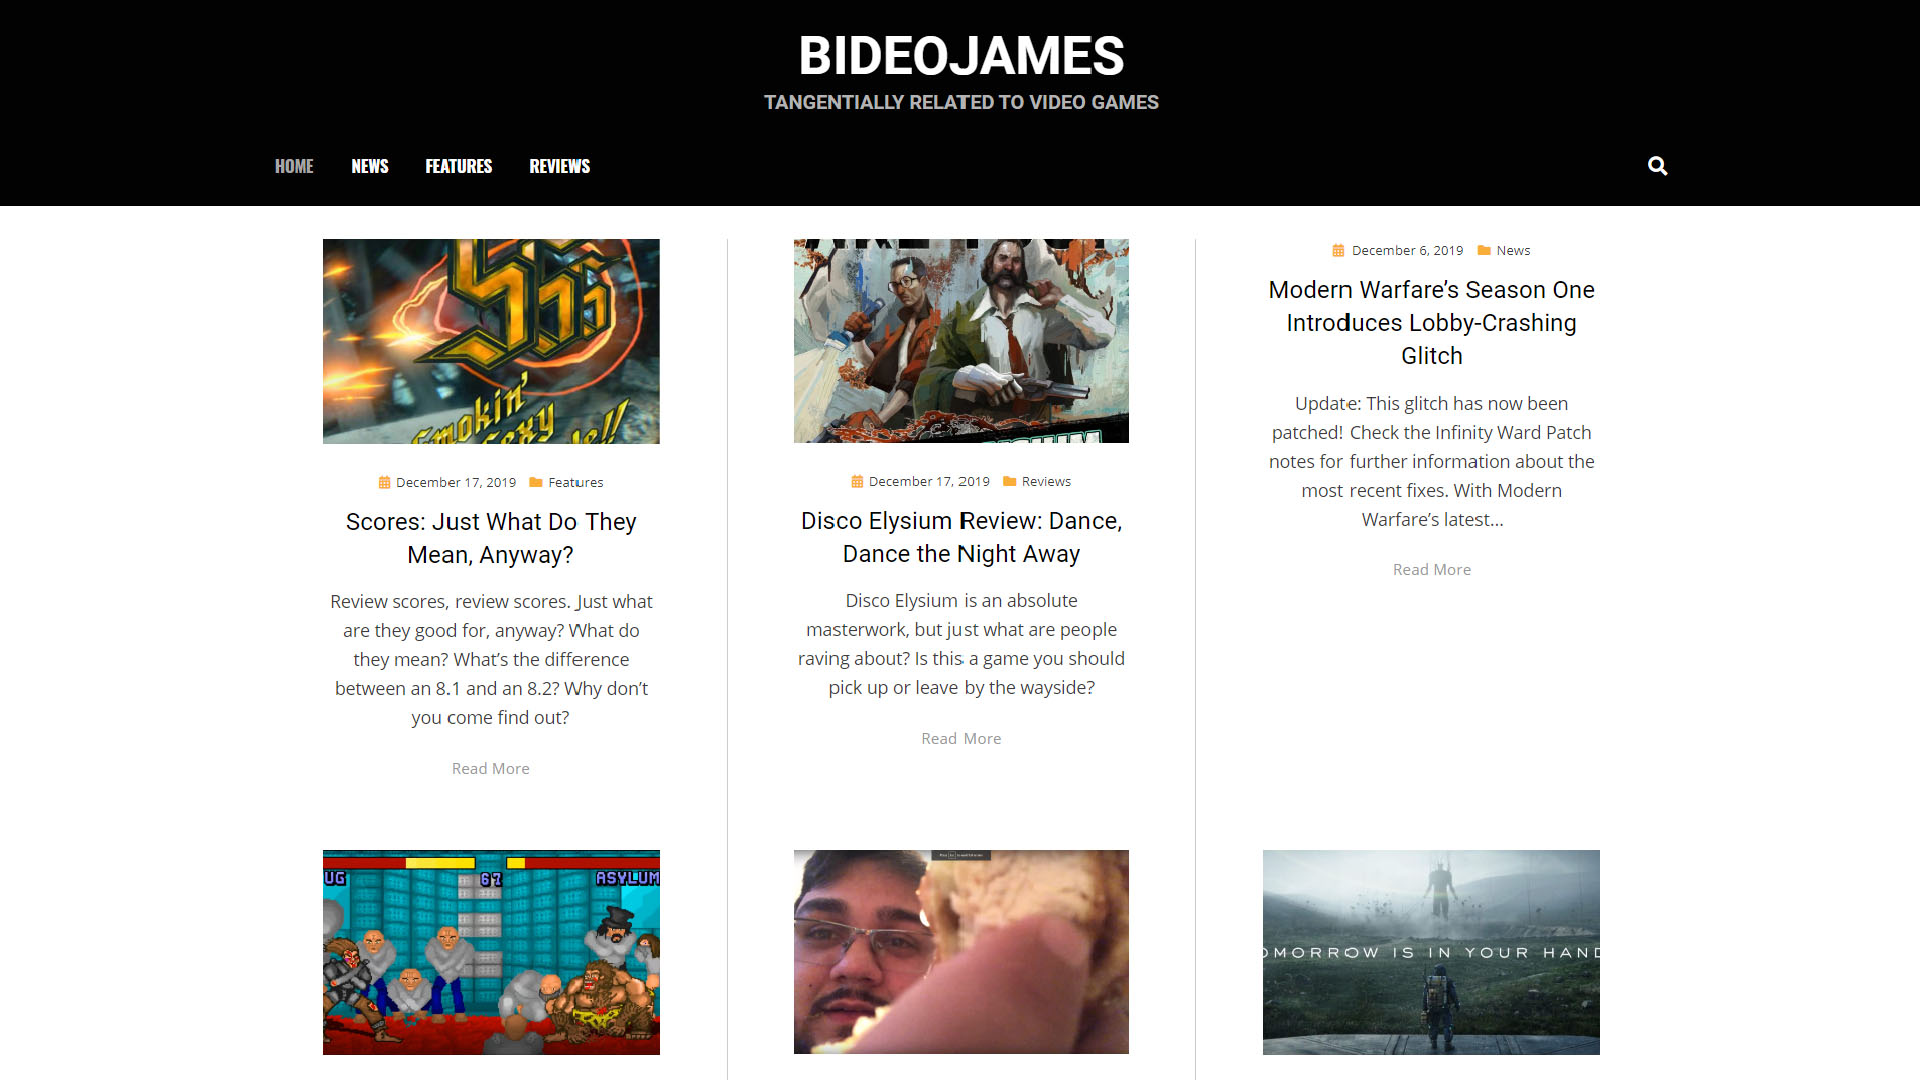 BIDEOJAMES
TANGENTIALLY RELATED TO VIDEO GAMES
HOME NEWS FEATURES REVIEWS
Smokin'
Sexy
December 17, 2019 Features
Scores: Just What Do They
Mean, Anyway?
Review scores, review scores. Just what
are they good for, anyway? What do
they mean? What’s the difference
between an 8.1 and an 8.2? Why don’t
you come find out?
Read More
December 17, 2019 Reviews
Disco Elysium Review: Dance,
Dance the Night Away
Disco Elysium is an absolute
masterwork, but just what are people
raving about? Is this a game you should
pick up or leave by the wayside?
Read More
December 6, 2019 News
Modern Warfare’s Season One
Introduces Lobby-Crashing
Glitch
Update: This glitch has now been
patched! Check the Infinity Ward Patch
notes for further information about the
most recent fixes. With Modern
Warfare’s latest…
Read More
UG 67 ASYLUM
OMORROW IS IN YOUR HAND